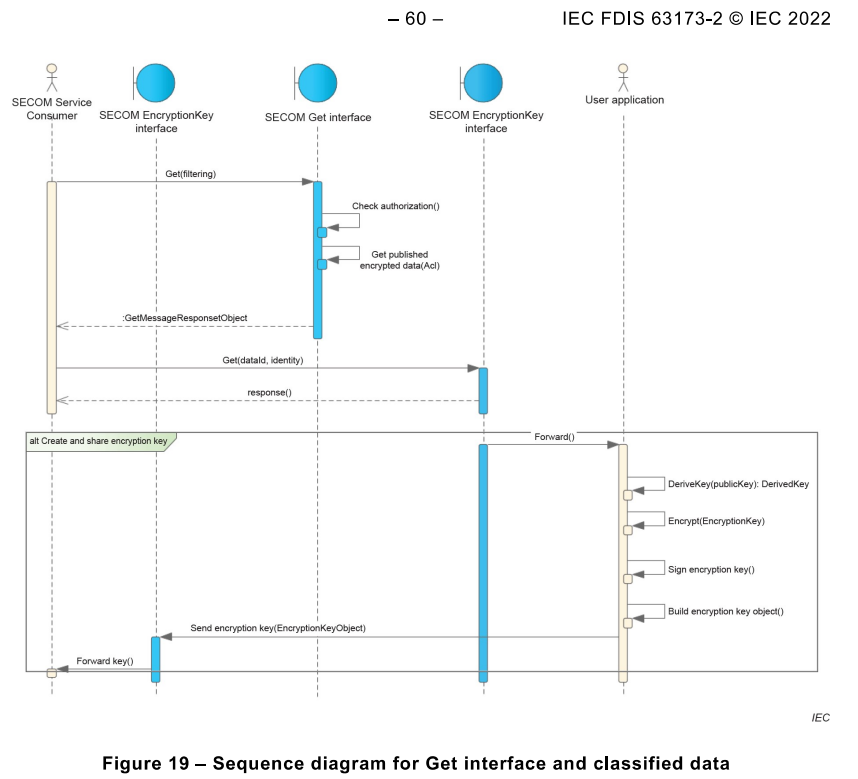 – 60 –
IEC FDIS 63173-2 © IEC 2022
SECOM Service
Consumer
SECOM EncryptionKey
interface
SECOM Get interface
SECOM EncryptionKey
interface
User application
Get(filtering)
Check authorization()
Get published
encrypted data(Acl)
:GetMessageResponsetObject
Get(dataId, identity)
response()
alt Create and share encryption key
Forward()
DeriveKey(publicKey): DerivedKey
Encrypt(EncryptionKey)
Sign encryption key()
Build encryption key object()
Send encryption key(EncryptionKeyObject)
Forward key()
IEC
Figure 19 – Sequence diagram for Get interface and classified data